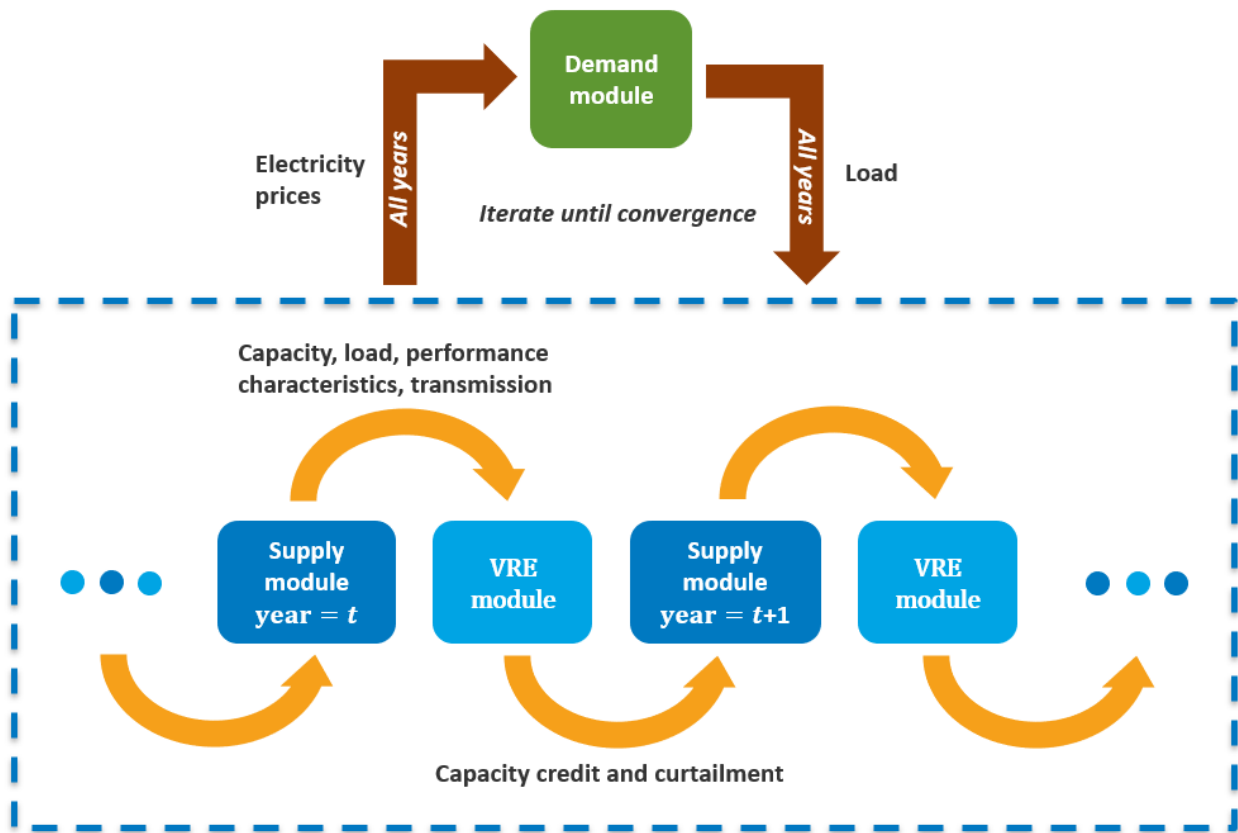 Demand
module
All years
All years
Electricity
prices
Load
Iterate until convergence
Capacity, load, performance
characteristics, transmission
Supply
module
year = t
VRE
module
Supply
module
year = t+1
VRE
module
Capacity credit and curtailment